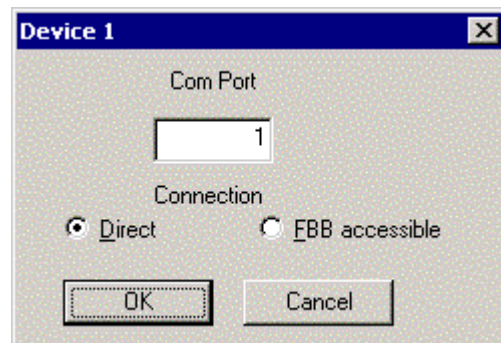 Device 1
Com Port
1
Connection
Direct FBB accessible
OK Cancel